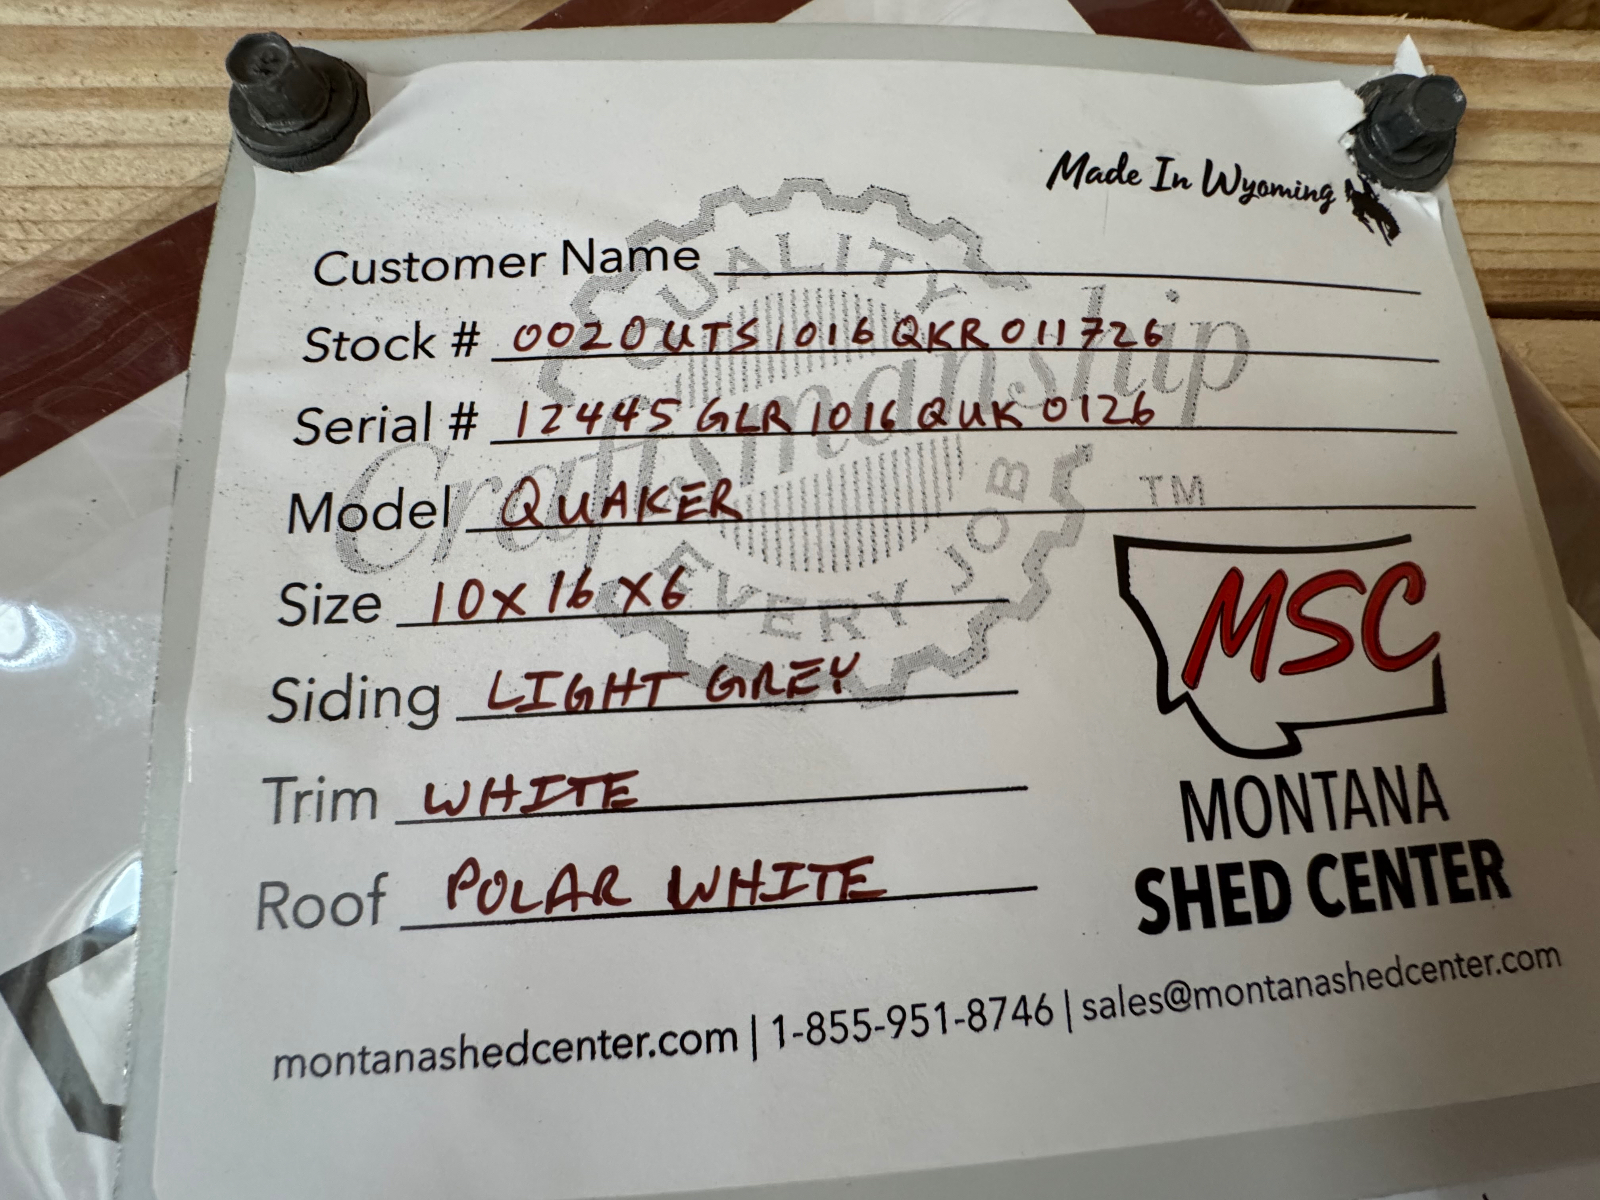 Made In Wyoming
Customer Name
Stock # 0020UTS1016QKR011726
Serial # 12445GLR1016QUK0126
Model QUAKER
Size 10x16x6
Siding LIGHT GREY
Trim WHITE
Roof POLAR WHITE
QUALITY
Craftsmanship
EVERY JOB
TM
MSC
MONTANA
SHED CENTER
montanashedcenter.com | 1-855-951-8746 | sales@montanashedcenter.com